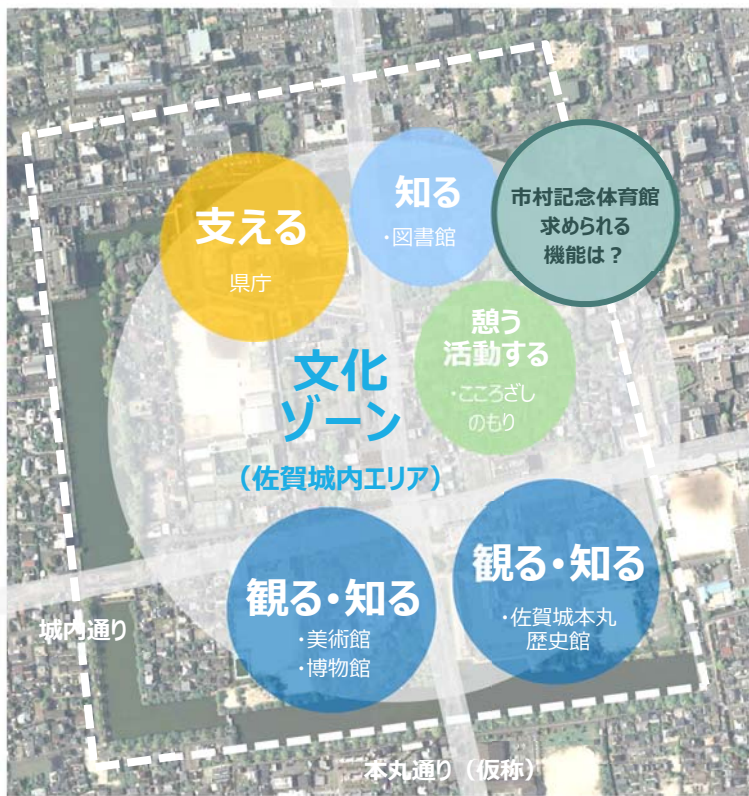 支える
県庁
知る
・図書館
市村記念体育館
求められる
機能は？
憩う
活動する
・こころざし
のもり
文化
ゾーン
（佐賀城内エリア）
観る・知る
・美術館
・博物館
観る・知る
・佐賀城本丸
歴史館
城内通り
本丸通り（仮称）